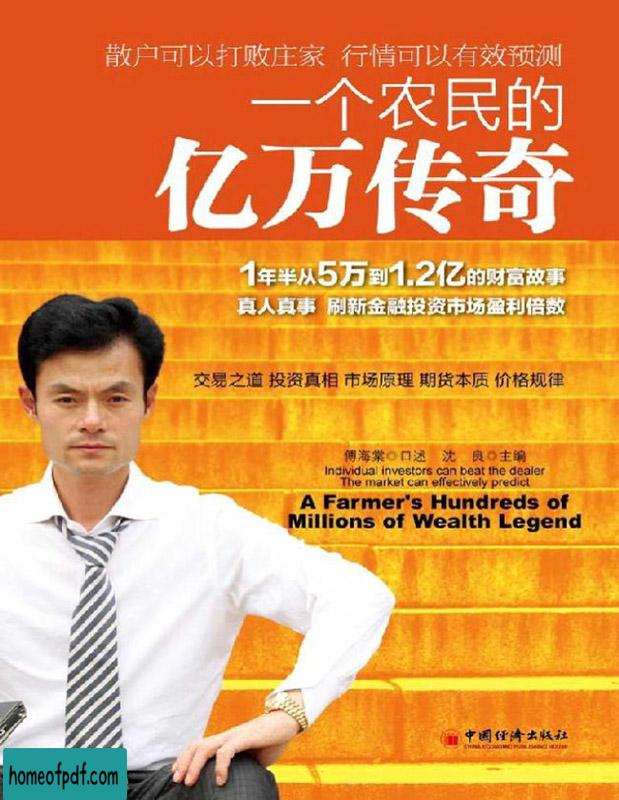 散户可以打败庄家 行情可以有效预测
一个农民的
亿万传奇
1年半从5万到1.2亿的财富故事
真人真事 刷新金融投资市场盈利倍数
交易之道 投资真相 市场原理 期货本质 价格规律
傅海棠◎口述 沈 良◎主编
Individual investors can beat the dealer
The market can effectively predict
A Farmer's Hundreds of
Millions of Wealth Legend
中国经济出版社
CHINA ECONOMIC PUBLISHING HOUSE
homeofpdf.com